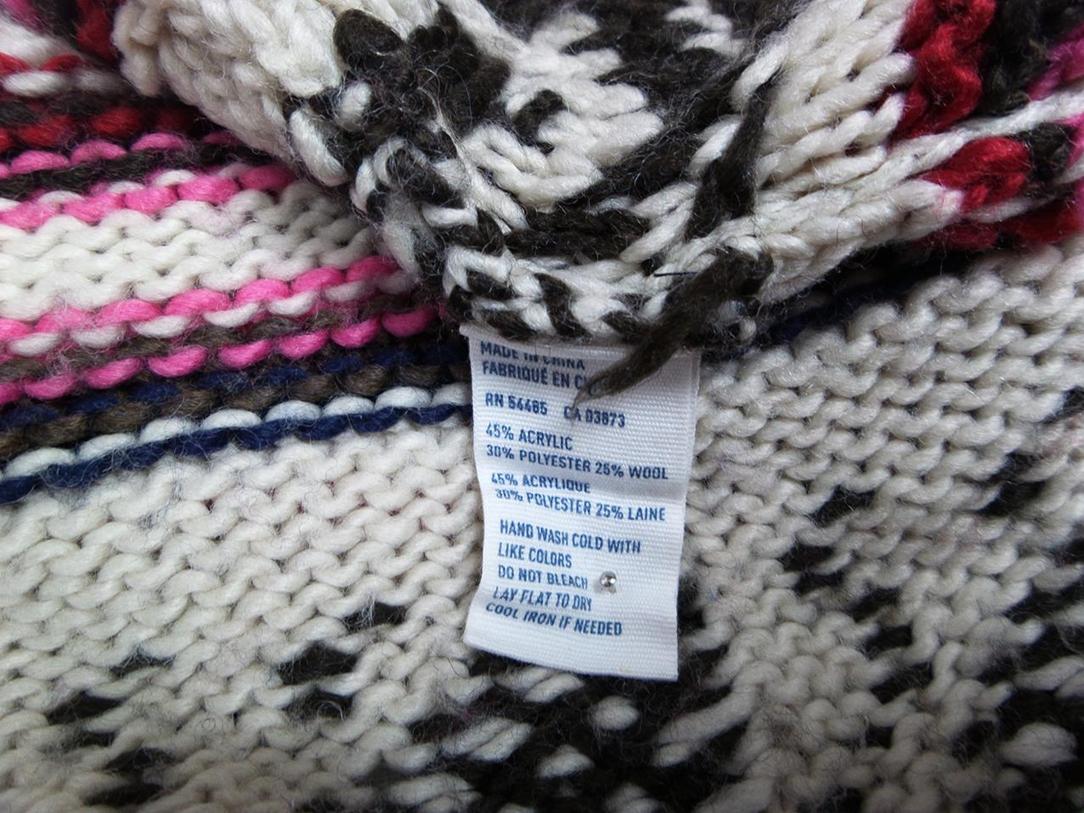 MADE IN CHINA
FABRIQUÉ EN
RN 54485 CA 03873
45% ACRYLIC
30% POLYESTER 25% WOOL
45% ACRYLIQUE
30% POLYESTER 25% LAINE
HAND WASH COLD WITH
LIKE COLORS
DO NOT BLEACH
LAY FLAT TO DRY
COOL IRON IF NEEDED